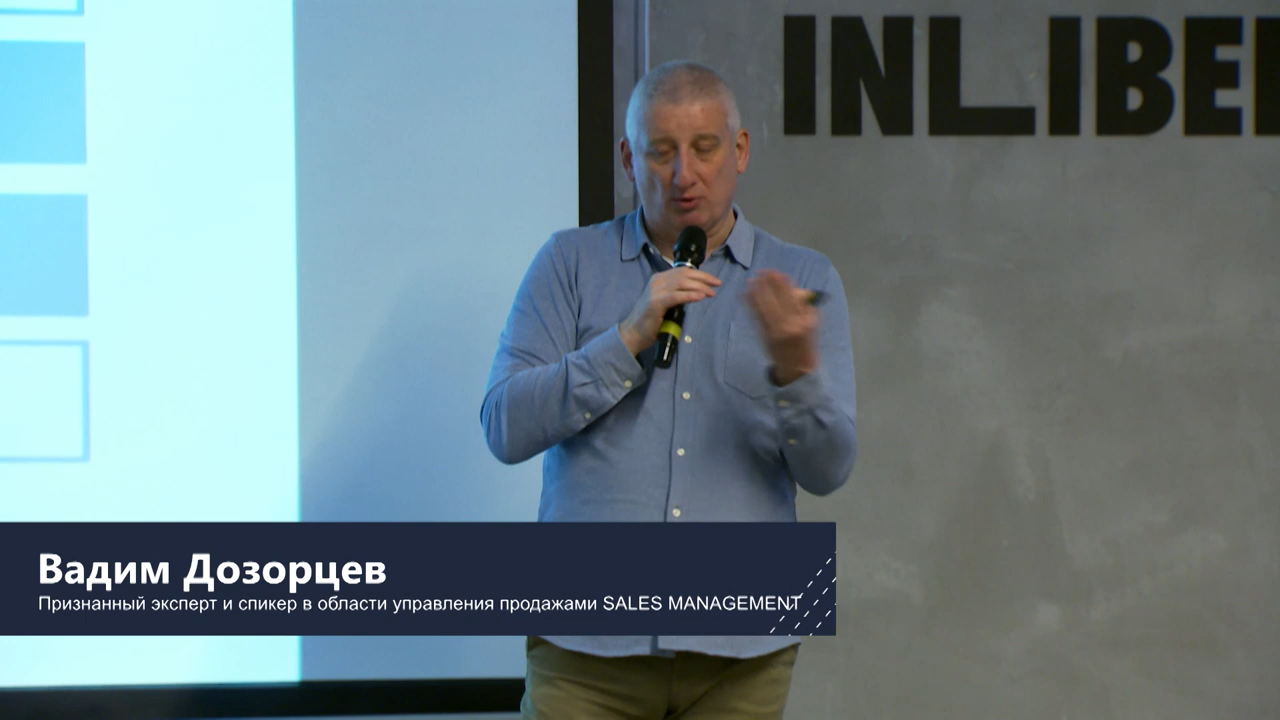 INLIBE
Вадим Дозорцев
Признанный эксперт и спикер в области управления продажами SALES MANAGEMENT